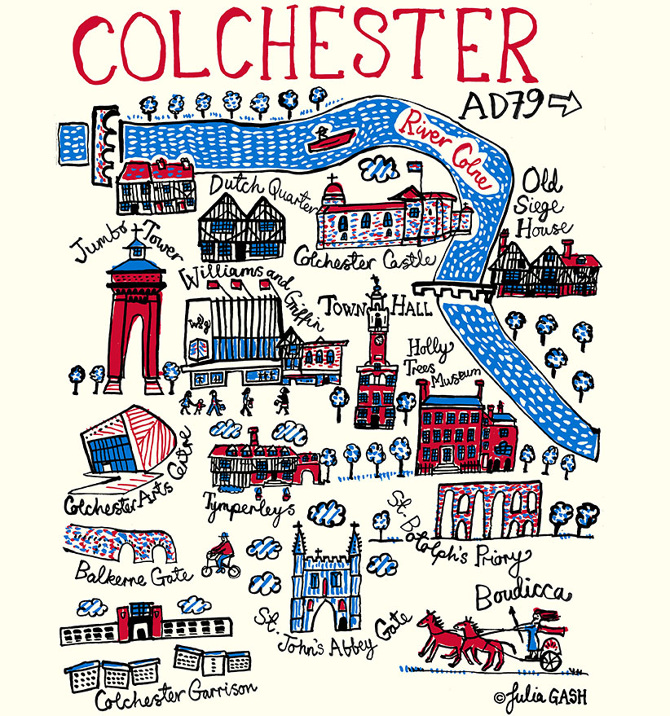 COLCHESTER
AD79
River Colne
Dutch Quarter
Old
Siege
House
Jumbo Tower
Colchester Castle
Williams and Griffin
W&G
TOWN HALL
Holly
Trees
Museum
Colchester Arts Centre
Tymperleys
St. Botolph's Priory
Balkerne Gate
St. John's Abbey Gate
Boudicca
Colchester Garrison
© Julia GASH